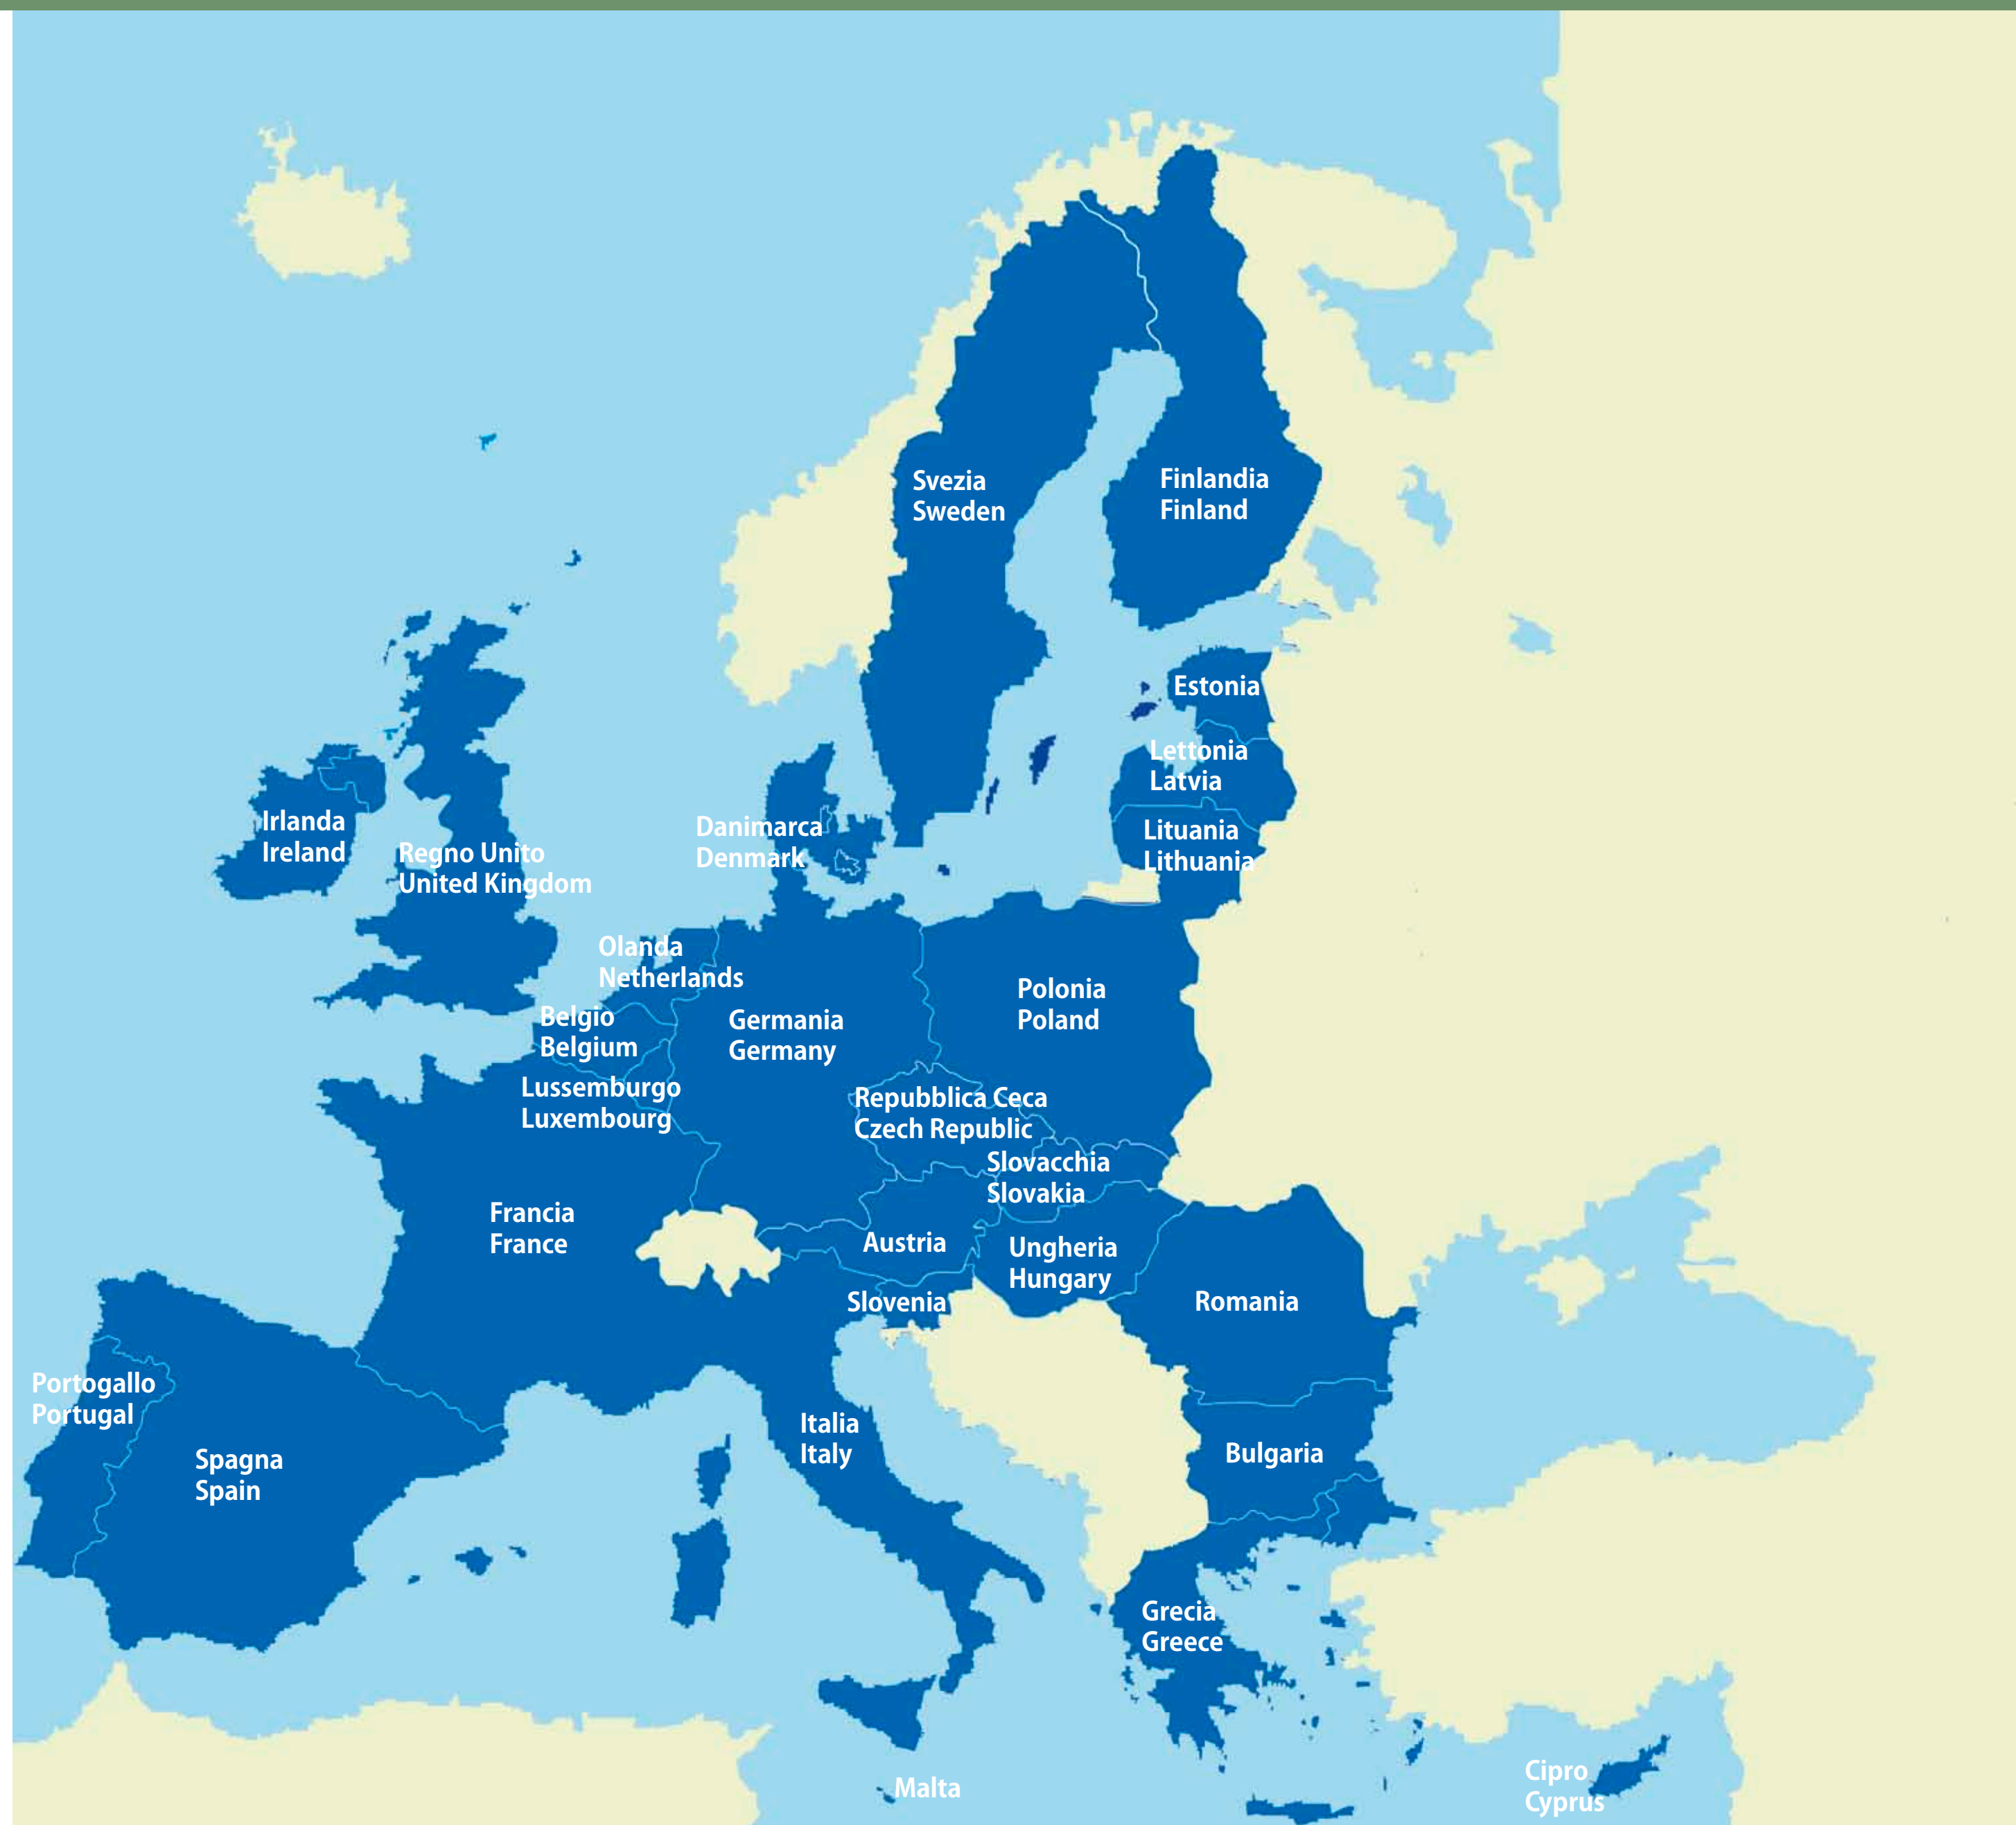 Svezia
Sweden
Finlandia
Finland
Estonia
Lettonia
Latvia
Lituania
Lithuania
Irlanda
Ireland
Regno Unito
United Kingdom
Danimarca
Denmark
Olanda
Netherlands
Belgio
Belgium
Germania
Germany
Polonia
Poland
Lussemburgo
Luxembourg
Repubblica Ceca
Czech Republic
Slovacchia
Slovakia
Francia
France
Austria
Ungheria
Hungary
Slovenia
Romania
Portogallo
Portugal
Spagna
Spain
Italia
Italy
Bulgaria
Grecia
Greece
Malta
Cipro
Cyprus